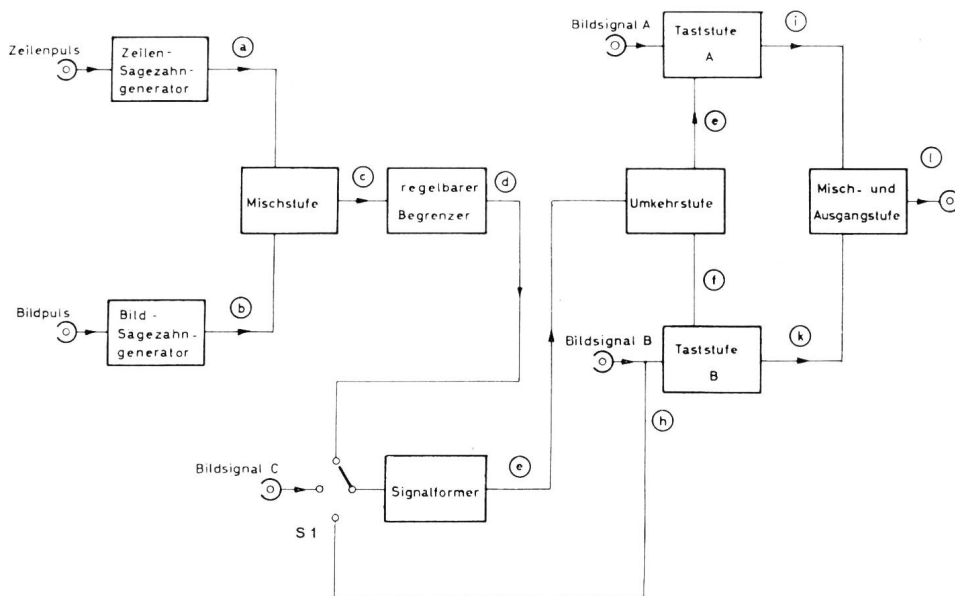 Zeilenpuls
Zeilen-
Sagezahn-
generator
a
Bildpuls
Bild-
Sagezahn-
generator
b
Mischstufe
c
regelbarer
Begrenzer
d
Bildsignal C
S1
Signalformer
e
Bildsignal A
Taststufe
A
i
e
Umkehrstufe
f
Bildsignal B
Taststufe
B
k
h
Misch- und
Ausgangstufe
l